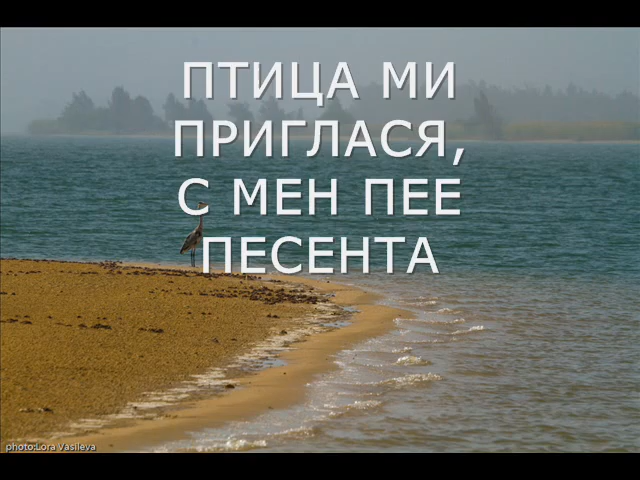 ПТИЦА МИ
ПРИГЛАСЯ,
С МЕН ПЕЕ
ПЕСЕНТА
photo:Lora Vasileva